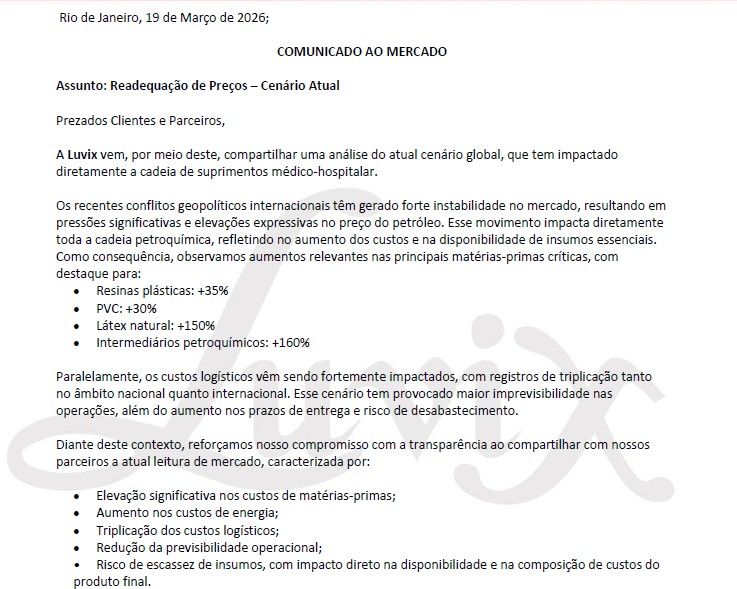 Rio de Janeiro, 19 de Março de 2026;
COMUNICADO AO MERCADO
Assunto: Readequação de Preços – Cenário Atual
Prezados Clientes e Parceiros,
A Luvix vem, por meio deste, compartilhar uma análise do atual cenário global, que tem impactado
diretamente a cadeia de suprimentos médico-hospitalar.
Os recentes conflitos geopolíticos internacionais têm gerado forte instabilidade no mercado, resultando em
pressões significativas e elevações expressivas no preço do petróleo. Esse movimento impacta diretamente
toda a cadeia petroquímica, refletindo no aumento dos custos e na disponibilidade de insumos essenciais.
Como consequência, observamos aumentos relevantes nas principais matérias-primas críticas, com
destaque para:
• Resinas plásticas: +35%
• PVC: +30%
• Látex natural: +150%
• Intermediários petroquímicos: +160%
Paralelamente, os custos logísticos vêm sendo fortemente impactados, com registros de triplicação tanto
no âmbito nacional quanto internacional. Esse cenário tem provocado maior imprevisibilidade nas
operações, além do aumento nos prazos de entrega e risco de desabastecimento.
Diante deste contexto, reforçamos nosso compromisso com a transparência ao compartilhar com nossos
parceiros a atual leitura de mercado, caracterizada por:
• Elevação significativa nos custos de matérias-primas;
• Aumento nos custos de energia;
• Triplicação dos custos logísticos;
• Redução da previsibilidade operacional;
• Risco de escassez de insumos, com impacto direto na disponibilidade e na composição de custos do
produto final.
Luvix